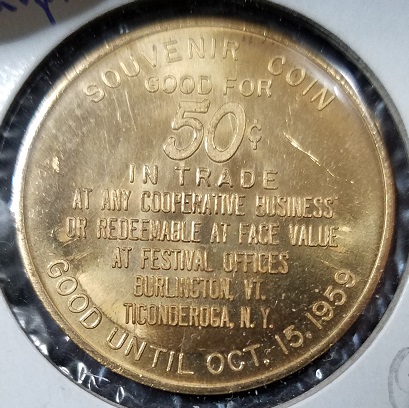 SOUVENIR COIN
GOOD FOR
50¢
IN TRADE
AT ANY COOPERATIVE BUSINESS
OR REDEEMABLE AT FACE VALUE
AT FESTIVAL OFFICES
BURLINGTON, VT.
TICONDEROGA, N.Y.
GOOD UNTIL OCT. 15, 1959